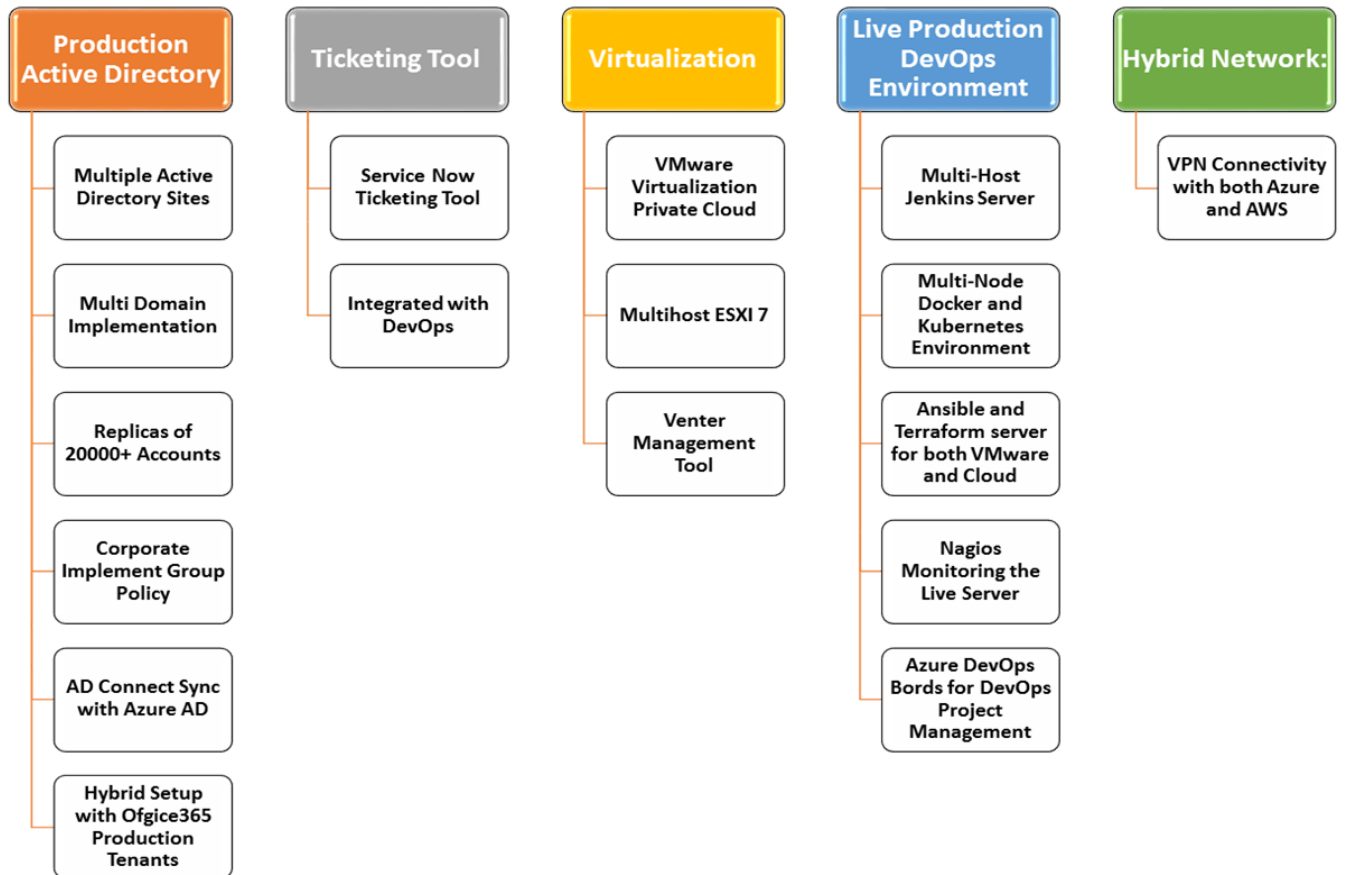 Production
Active Directory
Multiple Active
Directory Sites
Multi Domain
Implementation
Replicas of
20000+ Accounts
Corporate
Implement Group
Policy
AD Connect Sync
with Azure AD
Hybrid Setup
with Ofgice365
Production
Tenants
Ticketing Tool
Service Now
Ticketing Tool
Integrated with
DevOps
Virtualization
VMware
Virtualization
Private Cloud
Multihost ESXI 7
Venter
Management
Tool
Live Production
DevOps
Environment
Multi-Host
Jenkins Server
Multi-Node
Docker and
Kubernetes
Environment
Ansible and
Terraform server
for both VMware
and Cloud
Nagios
Monitoring the
Live Server
Azure DevOps
Bords for DevOps
Project
Management
Hybrid Network:
VPN Connectivity
with both Azure
and AWS